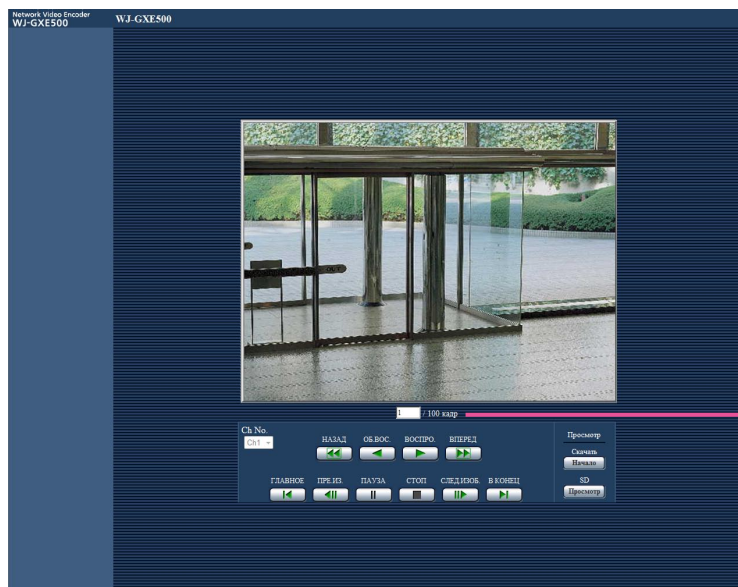 Network Video Encoder
WJ-GXE500
WJ-GXE500
OUT
1 / 100 кадр
Ch No.
Ch1
НАЗАД ОБ.ВОС. ВОСПРО. ВПЕРЕД
ГЛАВНОЕ ПРЕ.ИЗ. ПАУЗА СТОП СЛЕД.ИЗОБ. В КОНЕЦ
Просмотр
Скачать
Начало
SD
Просмотр